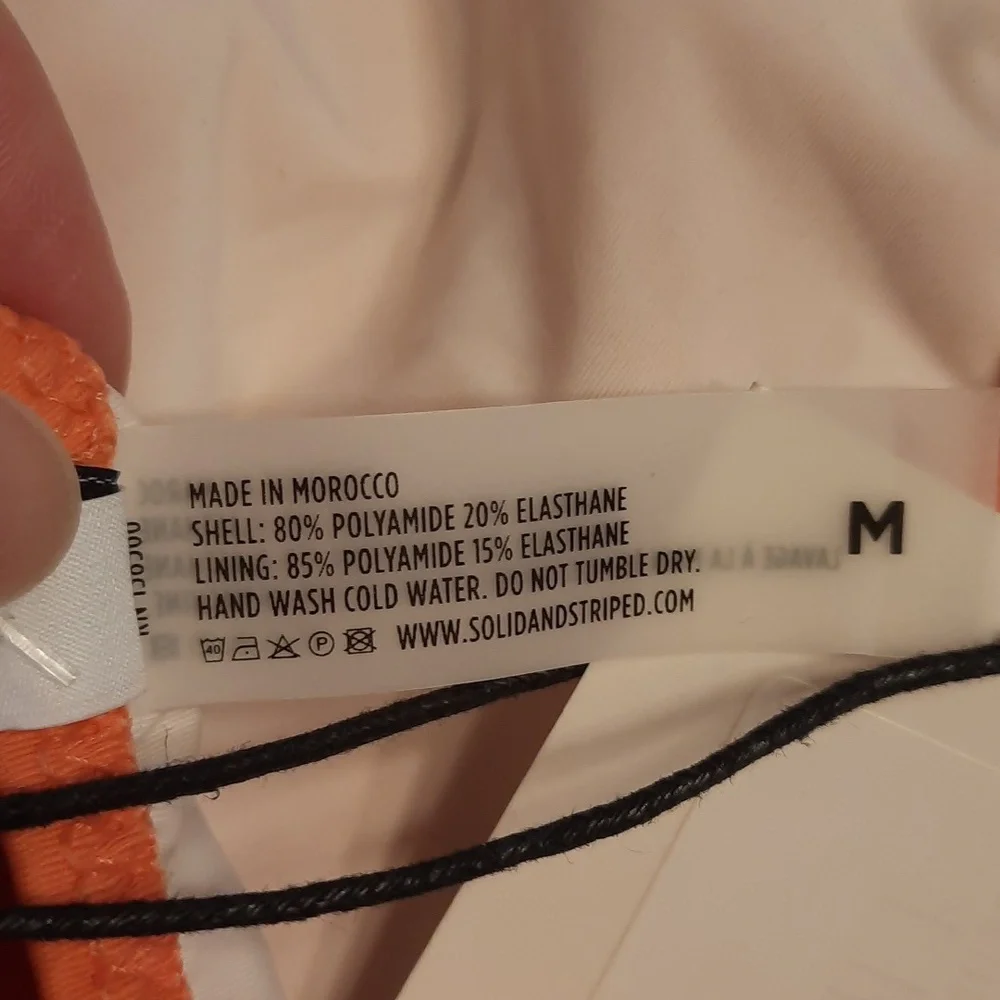 MADE IN MOROCCO
SHELL: 80% POLYAMIDE 20% ELASTHANE
LINING: 85% POLYAMIDE 15% ELASTHANE
HAND WASH COLD WATER. DO NOT TUMBLE DRY.
40 P WWW.SOLIDANDSTRIPED.COM
M